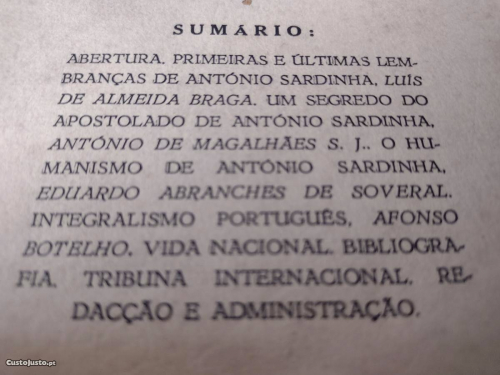 SUMÁRIO:
ABERTURA. PRIMEIRAS E ÚLTIMAS LEM-
BRANÇAS DE ANTÓNIO SARDINHA, LUÍS
DE ALMEIDA BRAGA. UM SEGREDO DO
APOSTOLADO DE ANTÓNIO SARDINHA,
ANTÓNIO DE MAGALHÃES S. J.. O HU-
MANISMO DE ANTÓNIO SARDINHA,
EDUARDO ABRANCHES DE SOVERAL.
INTEGRALISMO PORTUGUÊS, AFONSO
BOTELHO. VIDA NACIONAL. BIBLIOGRA-
FIA. TRIBUNA INTERNACIONAL. RE-
DACÇÃO E ADMINISTRAÇÃO.
CustoJusto.pt